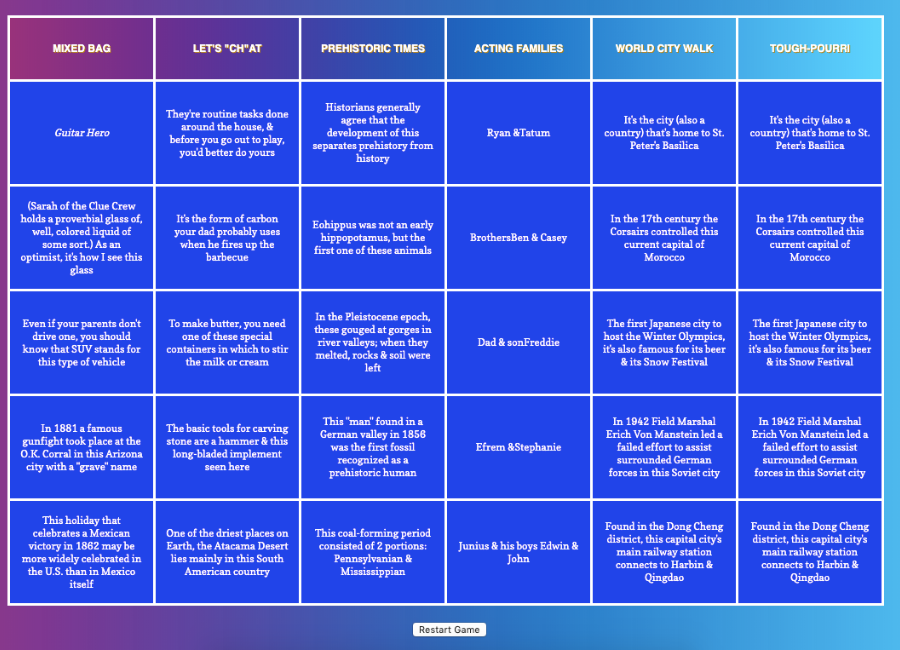 MIXED BAG
LET'S "CH"AT
PREHISTORIC TIMES
ACTING FAMILIES
WORLD CITY WALK
TOUGH-POURRI
Guitar Hero
They're routine tasks done
around the house, &
before you go out to play,
you'd better do yours
Historians generally
agree that the
development of this
separates prehistory from
history
Ryan &Tatum
It's the city (also a
country) that's home to St.
Peter's Basilica
It's the city (also a
country) that's home to St.
Peter's Basilica
(Sarah of the Clue Crew
holds a proverbial glass of,
well, colored liquid of
some sort.) As an
optimist, it's how I see this
glass
It's the form of carbon
your dad probably uses
when he fires up the
barbecue
Eohippus was not an early
hippopotamus, but the
first one of these animals
BrothersBen & Casey
In the 17th century the
Corsairs controlled this
current capital of
Morocco
In the 17th century the
Corsairs controlled this
current capital of
Morocco
Even if your parents don't
drive one, you should
know that SUV stands for
this type of vehicle
To make butter, you need
one of these special
containers in which to stir
the milk or cream
In the Pleistocene epoch,
these gouged at gorges in
river valleys; when they
melted, rocks & soil were
left
Dad & sonFreddie
The first Japanese city to
host the Winter Olympics,
it's also famous for its beer
& its Snow Festival
The first Japanese city to
host the Winter Olympics,
it's also famous for its beer
& its Snow Festival
In 1881 a famous
gunfight took place at the
O.K. Corral in this Arizona
city with a "grave" name
The basic tools for carving
stone are a hammer & this
long-bladed implement
seen here
This "man" found in a
German valley in 1856
was the first fossil
recognized as a
prehistoric human
Efrem &Stephanie
In 1942 Field Marshal
Erich Von Manstein led a
failed effort to assist
surrounded German
forces in this Soviet city
In 1942 Field Marshal
Erich Von Manstein led a
failed effort to assist
surrounded German
forces in this Soviet city
This holiday that
celebrates a Mexican
victory in 1862 may be
more widely celebrated in
the U.S. than in Mexico
itself
One of the driest places on
Earth, the Atacama Desert
lies mainly in this South
American country
This coal-forming period
consisted of 2 portions:
Pennsylvanian &
Mississippian
Junius & his boys Edwin &
John
Found in the Dong Cheng
district, this capital city's
main railway station
connects to Harbin &
Qingdao
Found in the Dong Cheng
district, this capital city's
main railway station
connects to Harbin &
Qingdao
Restart Game